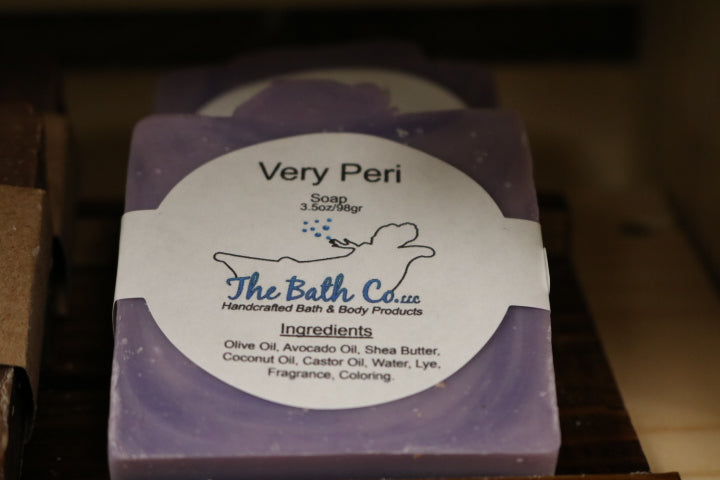 Very Peri
Soap
3.5oz/98gr
The Bath Co.LLC
Handcrafted Bath & Body Products
Ingredients
Olive Oil, Avocado Oil, Shea Butter,
Coconut Oil, Castor Oil, Water, Lye,
Fragrance, Coloring.